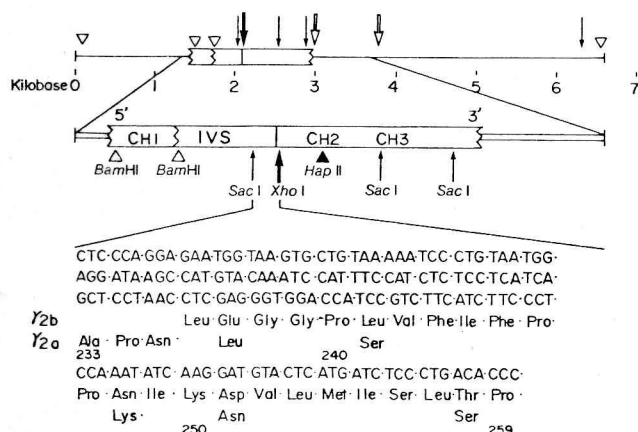 Kilobase 0 1 2 3 4 5 6 7
5' 3'
CH1 IVS CH2 CH3
BamHI BamHI Hap II
Sac I Xho I Sac I Sac I
CTC·CCA·GGA·GAA·TGG·TAA·GTG·CTG·TAA·AAA·TCC·CTG·TAA·TGG·
AGG·ATA·AGC·CAT·GTA·CAA·ATC·CAT·TTC·CAT·CTC·TCC·TCA·TCA·
GCT·CCT·AAC·CTC·GAG·GGT·GGA·CCA·TCC·GTC·TTC·ATC·TTC·CCT·
γ2b Leu·Glu·Gly·Gly·Pro·Leu·Val·Phe·Ile·Phe·Pro·
γ2a Ala·Pro·Asn· Leu Ser
233 240
CCA·AAT·ATC·AAG·GAT·GTA·CTC·ATG·ATC·TCC·CTG·ACA·CCC·
Pro·Asn·Ile·Lys·Asp·Val·Leu·Met·Ile·Ser·Leu·Thr·Pro·
Lys· Asn Ser
250 259